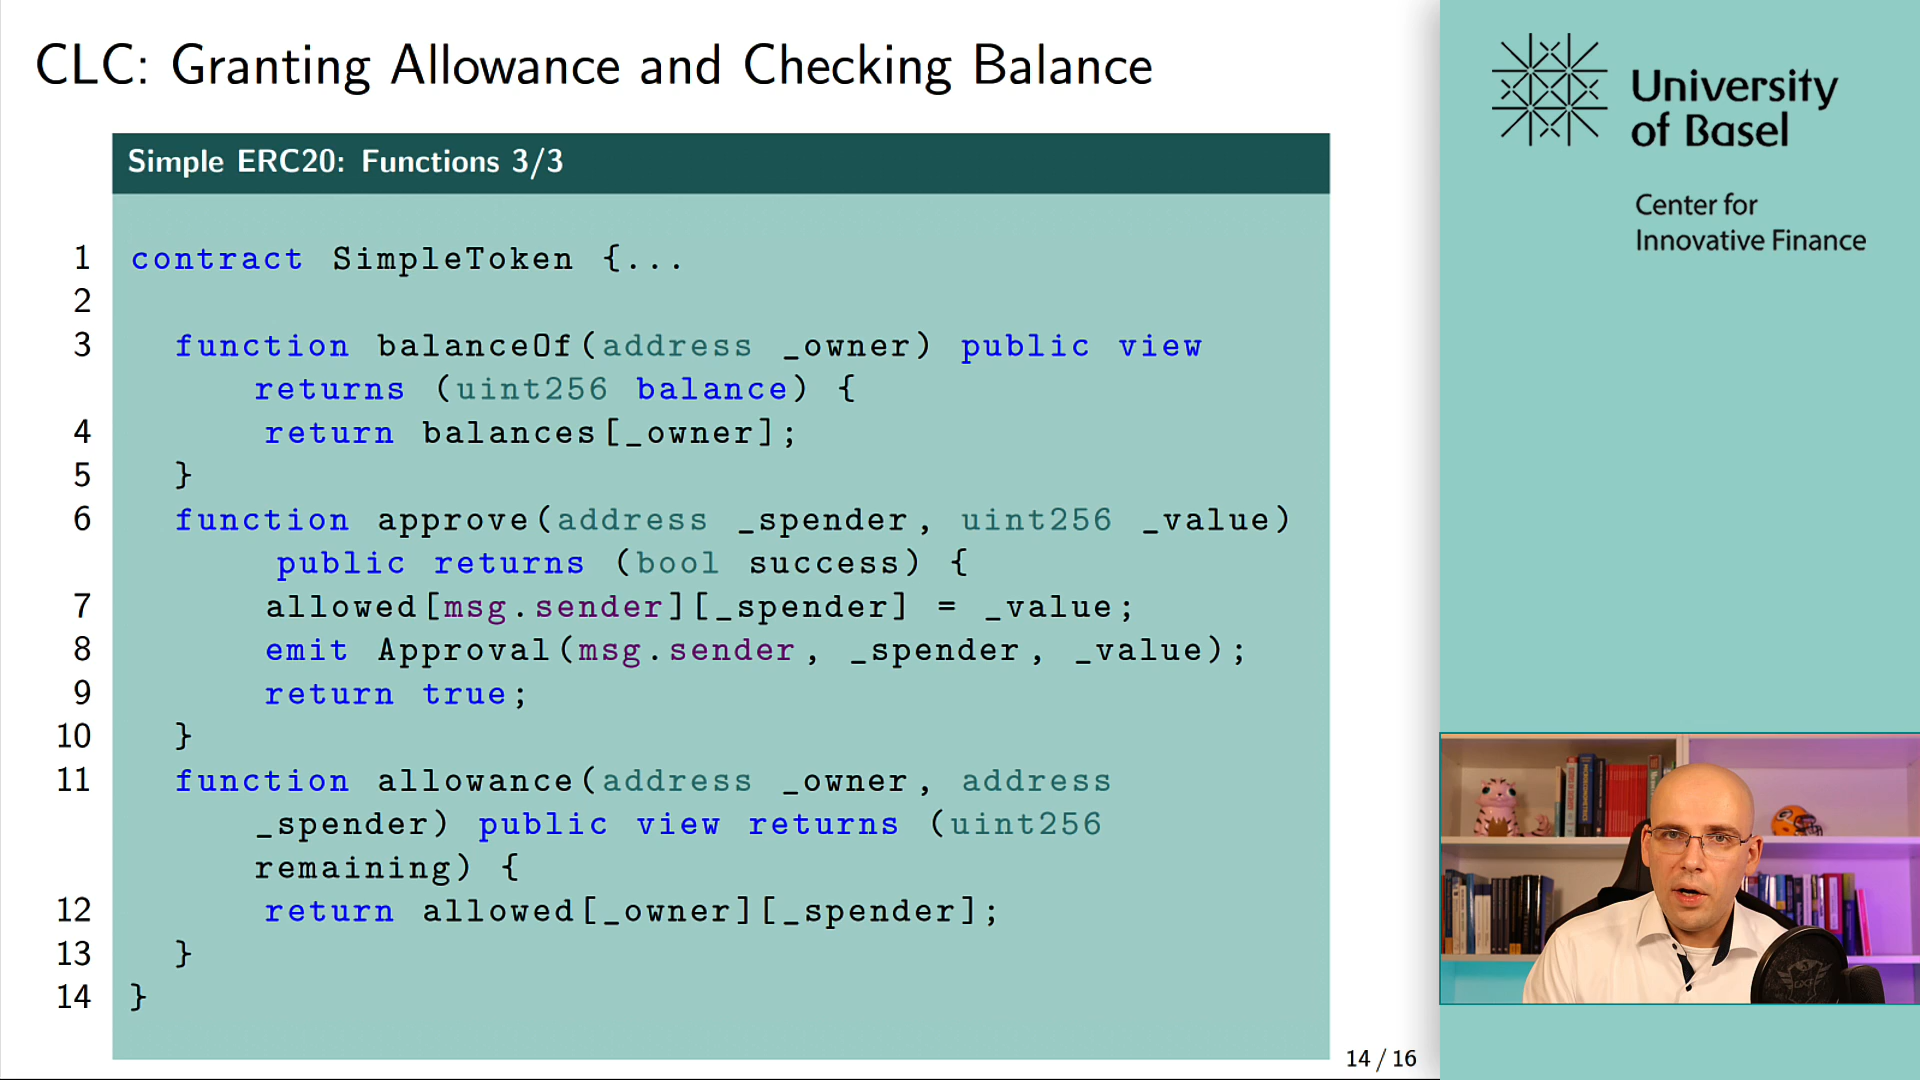 CLC: Granting Allowance and Checking Balance
Simple ERC20: Functions 3/3
1 contract SimpleToken {...
2
3 function balanceOf(address _owner) public view
returns (uint256 balance) {
4 return balances[_owner];
5 }
6 function approve(address _spender, uint256 _value)
public returns (bool success) {
7 allowed[msg.sender][_spender] = _value;
8 emit Approval(msg.sender, _spender, _value);
9 return true;
10 }
11 function allowance(address _owner, address
_spender) public view returns (uint256
remaining) {
12 return allowed[_owner][_spender];
13 }
14 }
14 / 16
University
of Basel
Center for
Innovative Finance